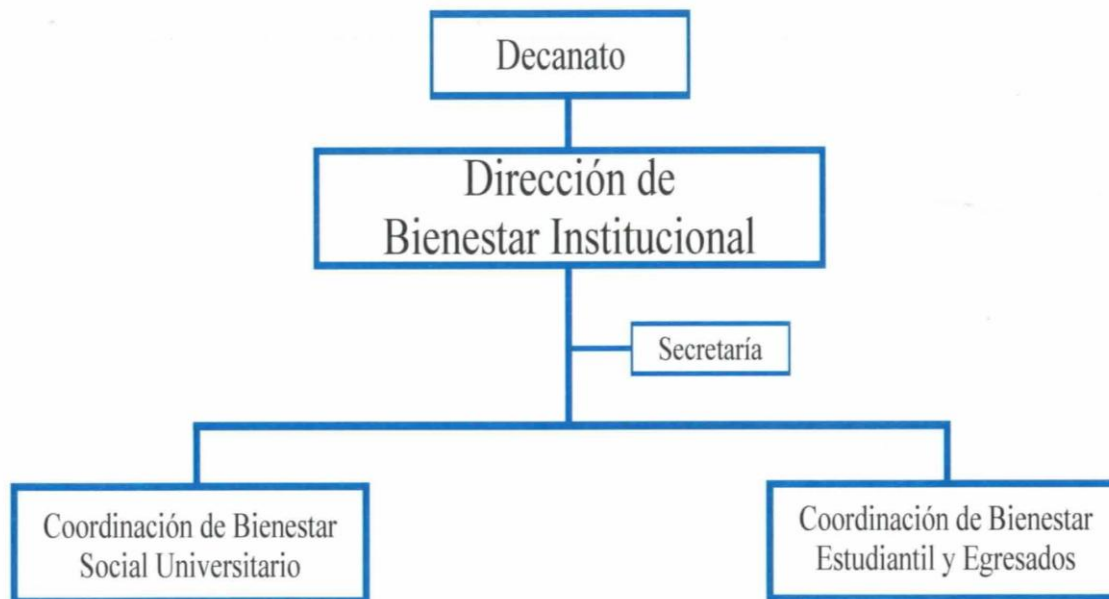 Decanato
Dirección de
Bienestar Institucional
Secretaría
Coordinación de Bienestar
Social Universitario
Coordinación de Bienestar
Estudiantil y Egresados